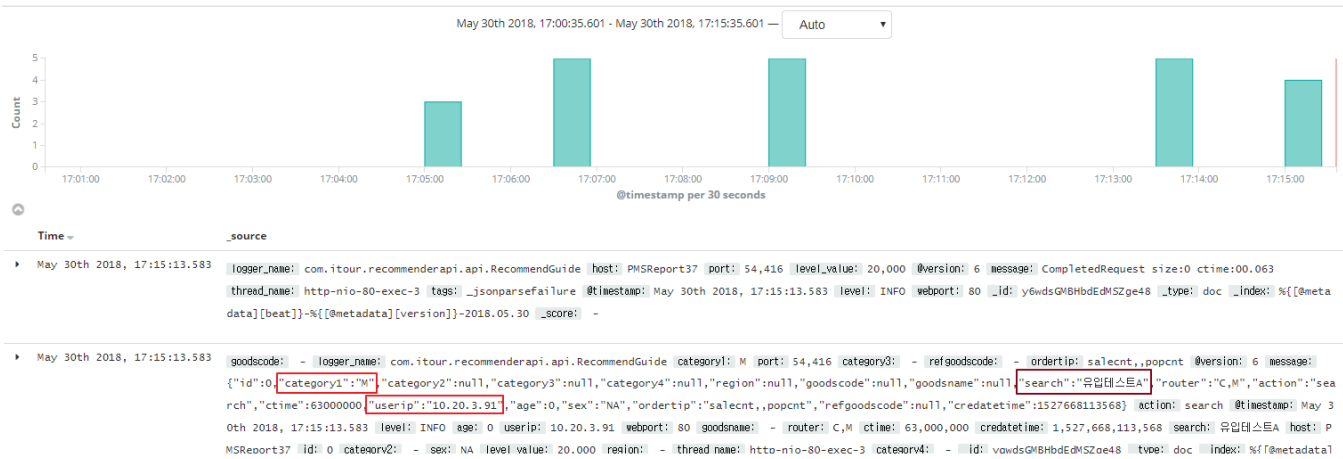 May 30th 2018, 17:00:35.601 - May 30th 2018, 17:15:35.601 — Auto
5
4
3
2
1
0
Count
17:01:00 17:02:00 17:03:00 17:04:00 17:05:00 17:06:00 17:07:00 17:08:00 17:09:00 17:10:00 17:11:00 17:12:00 17:13:00 17:14:00 17:15:00
@timestamp per 30 seconds
Time _source
May 30th 2018, 17:15:13.583 logger_name: com.itour.recommenderapi.api.RecommendGuide host: PMSReport37 port: 54,416 level_value: 20,000 @version: 6 message: CompletedRequest size:0 ctime:00.063
thread_name: http-nio-80-exec-3 tags: _jsonparsefailure @timestamp: May 30th 2018, 17:15:13.583 level: INFO webport: 80 _id: y6wdsGMBHbdEdMSZge48 _type: doc _index: %{[@meta
data][beat]}-%{[@metadata][version]}-2018.05.30 _score: -
May 30th 2018, 17:15:13.583 goodscode: - logger_name: com.itour.recommenderapi.api.RecommendGuide category1: M port: 54,416 category3: - refgoodscode: - ordertip: salecnt,,popcnt @version: 6 message:
{"id":0,"category1":"M","category2":null,"category3":null,"category4":null,"region":null,"goodscode":null,"goodsname":null,"search":"유입테스트A","router":"C,M","action":"sea
rch","ctime":63000000,"userip":"10.20.3.91","age":0,"sex":"NA","ordertip":"salecnt,,popcnt","refgoodscode":null,"credatetime":1527668113568} action: search @timestamp: May 3
0th 2018, 17:15:13.583 level: INFO age: 0 userip: 10.20.3.91 webport: 80 goodsname: - router: C,M ctime: 63,000,000 credatetime: 1,527,668,113,568 search: 유입테스트A host: P
MSReport37 id: 0 category2: - sex: NA level_value: 20,000 region: - thread_name: http-nio-80-exec-3 category4: - _id: yqwdsGMBHbdEdMSZge48 _type: doc _index: %{[@metadata]